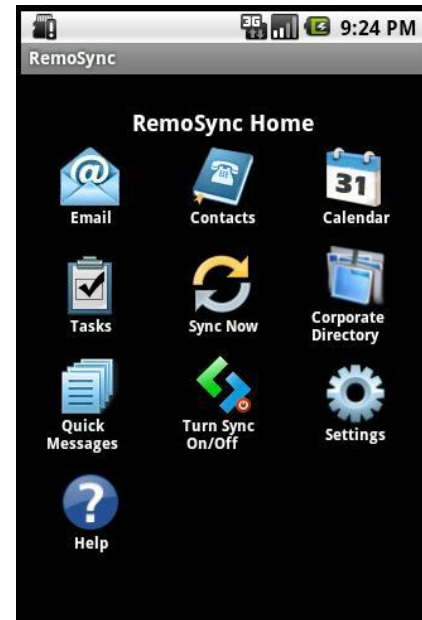 3G 9:24 PM
RemoSync
RemoSync Home
@
31
Email Contacts Calendar
Tasks Sync Now Corporate
Directory
Quick
Messages
Turn Sync
On/Off
Settings
?
Help